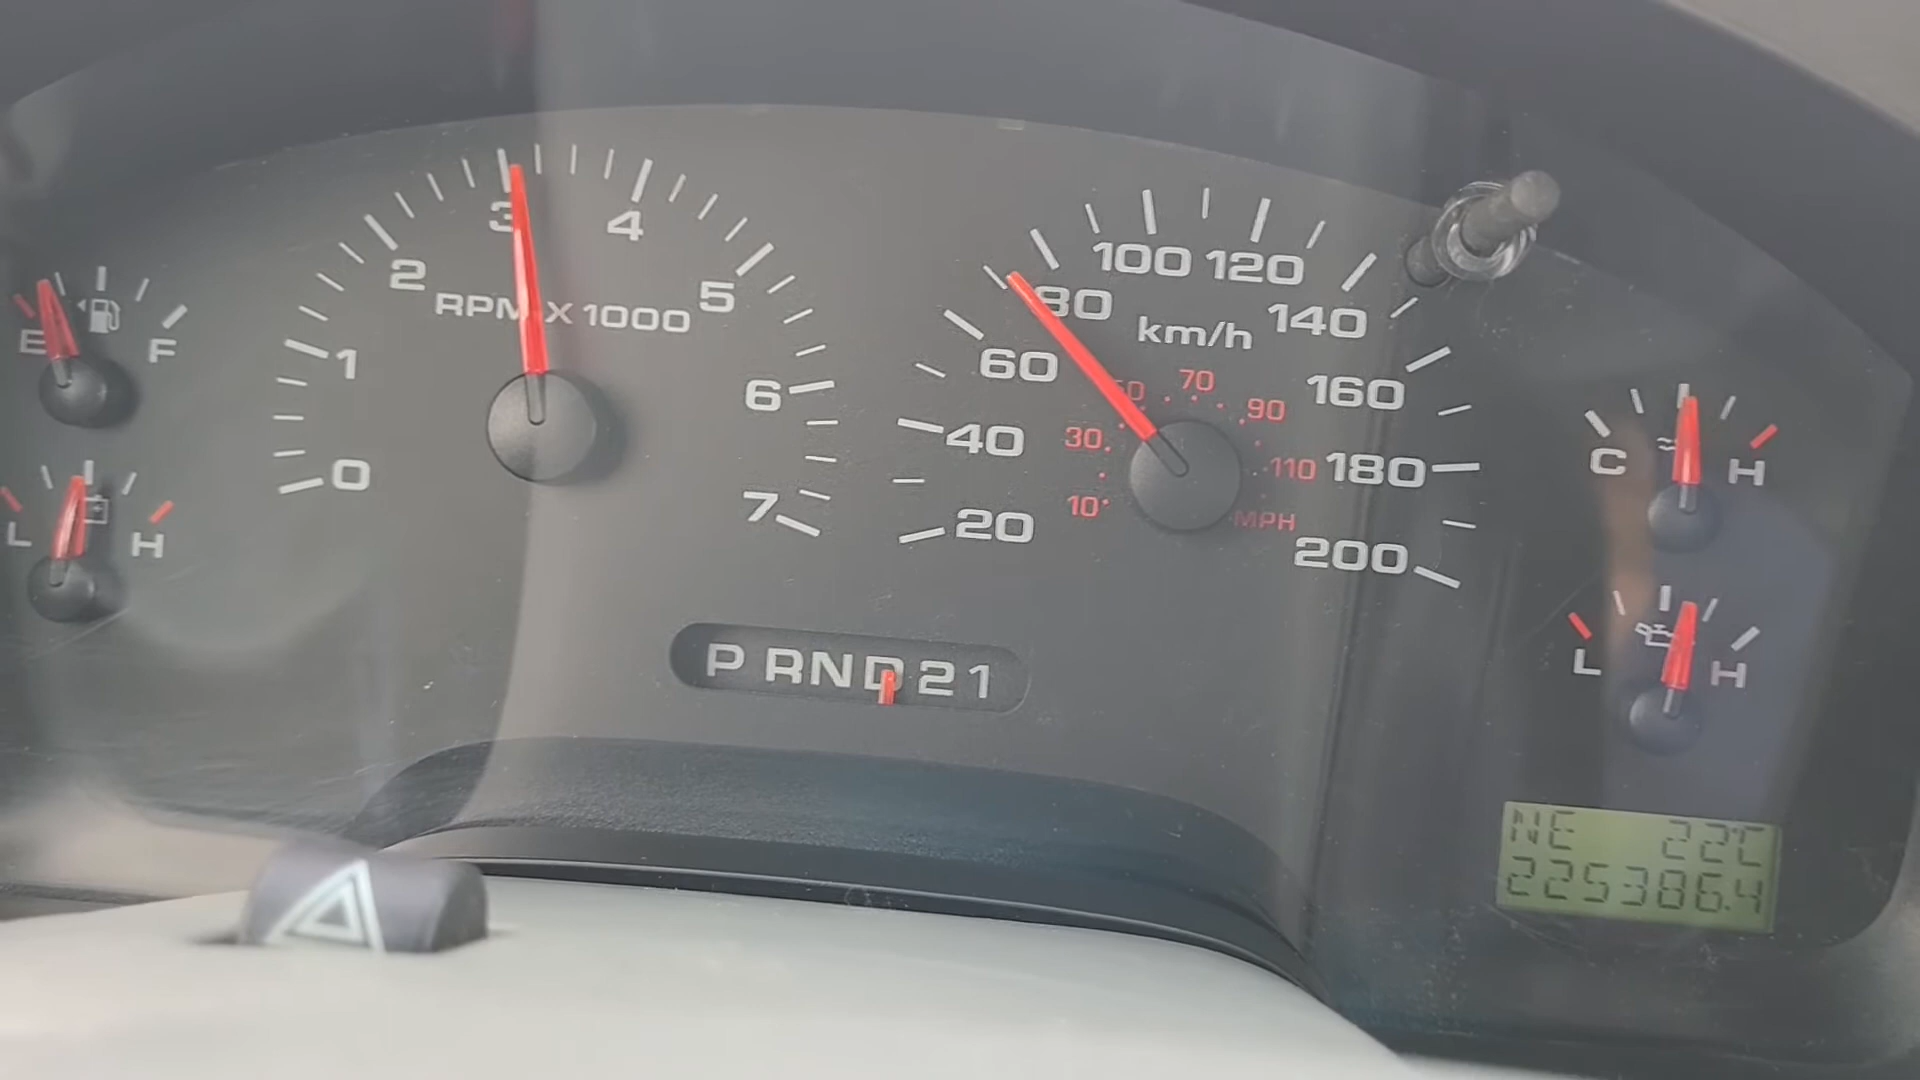 E F
L H
0 1 2 3 4 5 6 7
RPM X 1000
20 40 60 80 100 120 140 160 180 200
km/h
10 30 50 70 90 110
MPH
C H
L H
P R N D 2 1
NE 22°C
225386.4